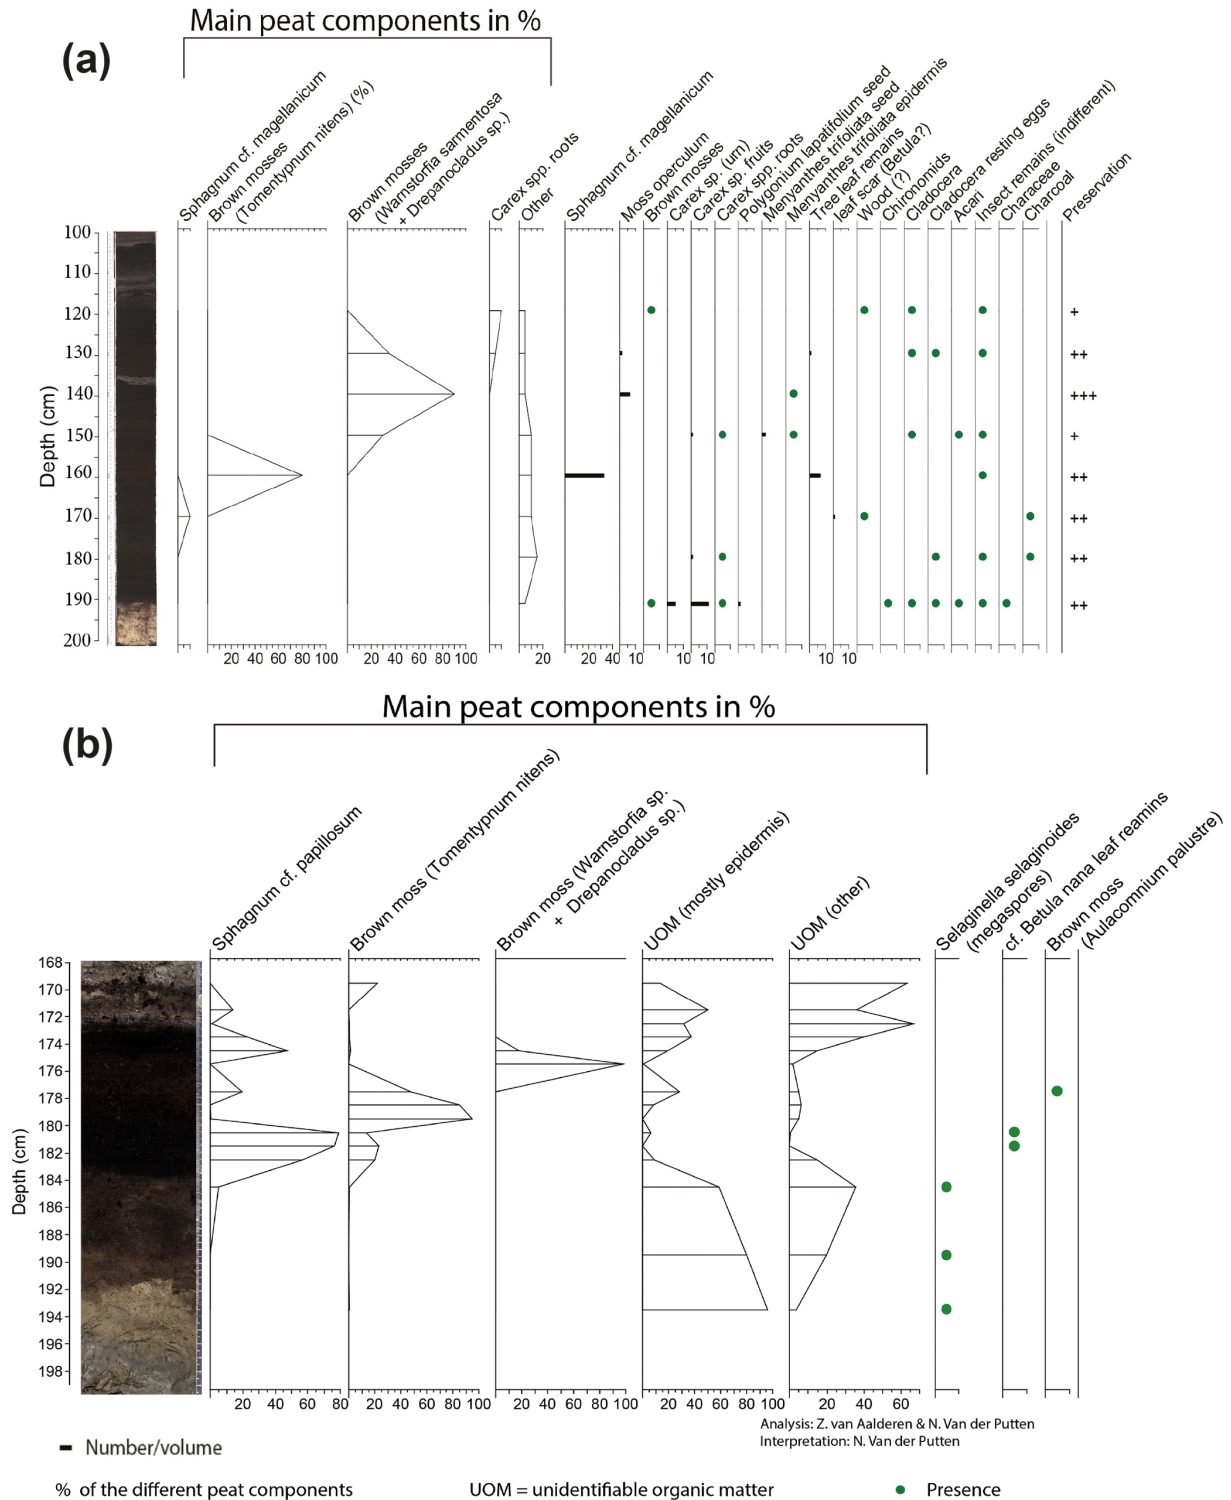 Main peat components in %
(a)
Sphagnum cf. magellanicum
Brown mosses
(Tomentypnum nitens) (%)
Brown mosses
(Warnstorfia sarmentosa
+ Drepanocladus sp.)
Carex spp. roots
Other
Sphagnum cf. magellanicum
Moss operculum
Brown mosses
Carex sp. (urn)
Carex sp. fruits
Carex spp. roots
Polygonium lapatifolium seed
Menyanthes trifoliata seed
Menyanthes trifoliata epidermis
Tree leaf remains
leaf scar (Betula?)
Wood (?)
Chironomids
Cladocera
Cladocera resting eggs
Acari
Insect remains (indifferent)
Characeae
Charcoal
Preservation
Depth (cm)
100
110
120
130
140
150
160
170
180
190
200
+
++
+++
+
++
++
++
++
20 40 60 80 100
20 40 60 80 100
20
20 40
10
10 10
10 10
(b)
Main peat components in %
Sphagnum cf. papillosum
Brown moss (Tomentypnum nitens)
Brown moss (Warnstorfia sp.
+ Drepanocladus sp.)
UOM (mostly epidermis)
UOM (other)
Selaginella selaginoides
(megaspores)
cf. Betula nana leaf reamins
Brown moss
(Aulacomnium palustre)
Depth (cm)
168
170
172
174
176
178
180
182
184
186
188
190
192
194
196
198
20 40 60 80
20 40 60 80 100
20 40 60 80 100
20 40 60 80 100
20 40 60
Analysis: Z. van Aalderen & N. Van der Putten
Interpretation: N. Van der Putten
Number/volume
% of the different peat components
UOM = unidentifiable organic matter
Presence